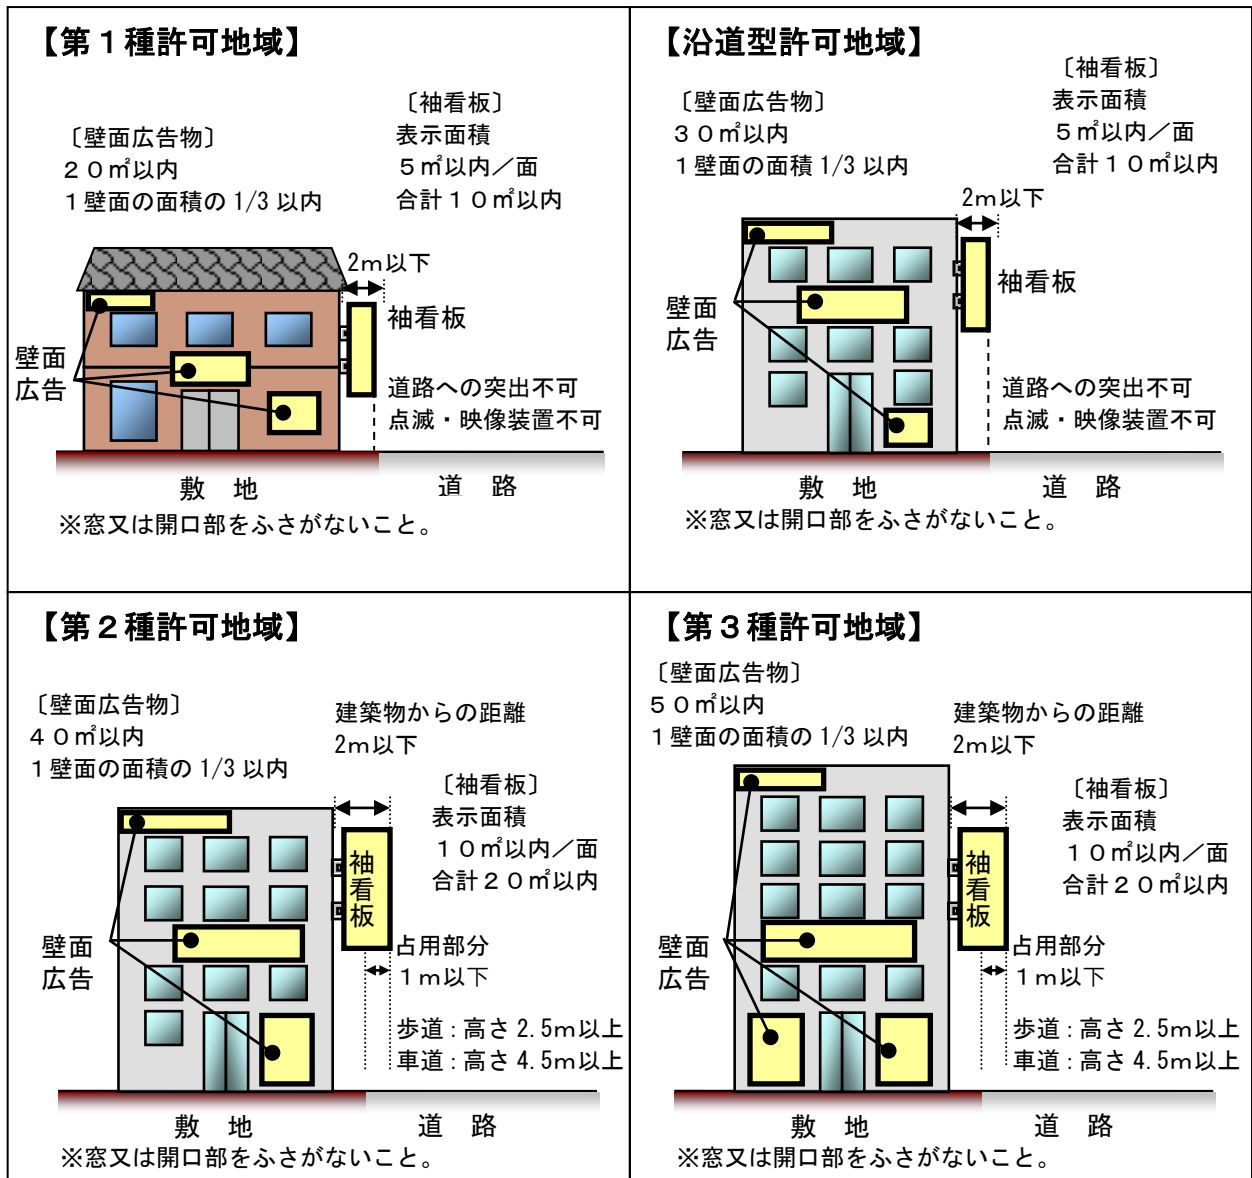 【第１種許可地域】
〔壁面広告物〕
２０㎡以内
１壁面の面積の 1/3 以内
〔袖看板〕
表示面積
５㎡以内／面
合計１０㎡以内
2ｍ以下
袖看板
壁面
広告
道路への突出不可
点滅・映像装置不可
敷　地
道　路
※窓又は開口部をふさがないこと。
【沿道型許可地域】
〔壁面広告物〕
３０㎡以内
１壁面の面積 1/3 以内
〔袖看板〕
表示面積
５㎡以内／面
合計１０㎡以内
2ｍ以下
袖看板
壁面
広告
道路への突出不可
点滅・映像装置不可
敷　地
道　路
※窓又は開口部をふさがないこと。
【第２種許可地域】
〔壁面広告物〕
４０㎡以内
１壁面の面積の 1/3 以内
建築物からの距離
2ｍ以下
〔袖看板〕
表示面積
１０㎡以内／面
合計２０㎡以内
袖看板
壁面
広告
占用部分
１ｍ以下
歩道：高さ 2.5ｍ以上
車道：高さ 4.5ｍ以上
敷　地
道　路
※窓又は開口部をふさがないこと。
【第３種許可地域】
〔壁面広告物〕
５０㎡以内
１壁面の面積の 1/3 以内
建築物からの距離
2ｍ以下
〔袖看板〕
表示面積
１０㎡以内／面
合計２０㎡以内
袖看板
壁面
広告
占用部分
１ｍ以下
歩道：高さ 2.5ｍ以上
車道：高さ 4.5ｍ以上
敷　地
道　路
※窓又は開口部をふさがないこと。